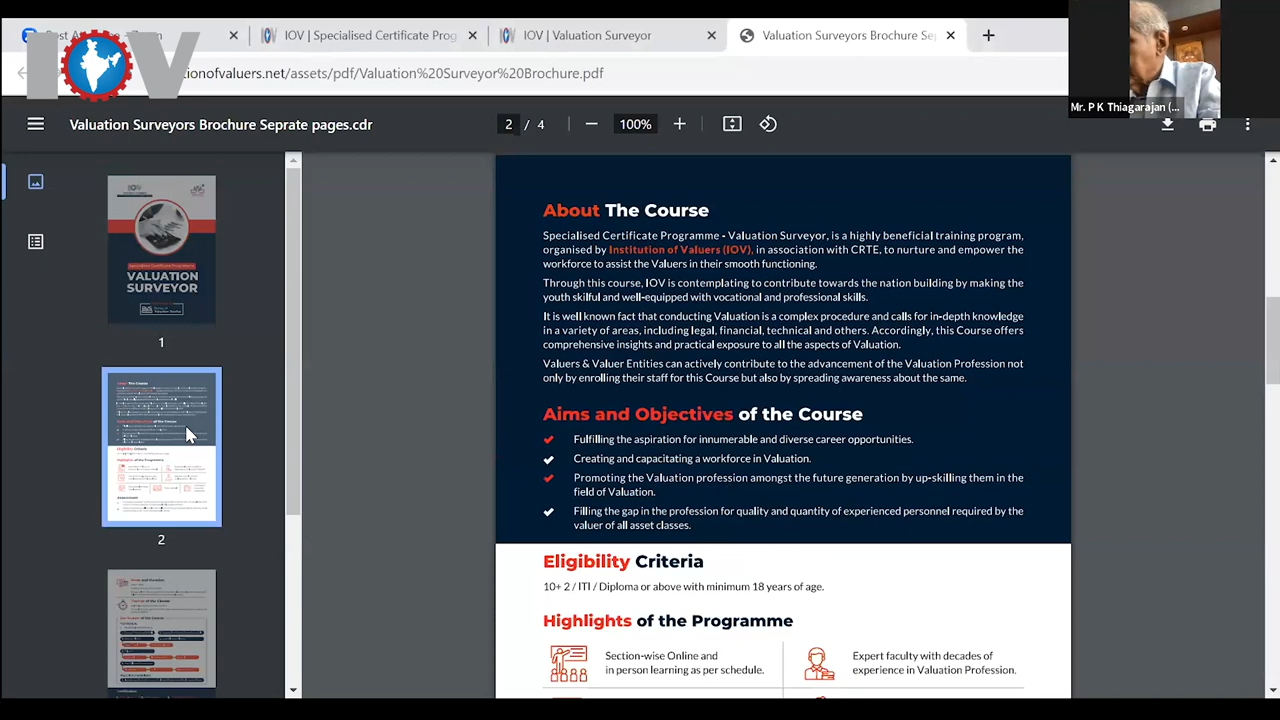 IOV | Specialised Certificate Prog
IOV | Valuation Surveyor
Valuation Surveyors Brochure Se
IOV
ionofvaluers.net/assets/pdf/Valuation%20Surveyor%20Brochure.pdf
Mr. P K Thiagarajan (...
Valuation Surveyors Brochure Seprate pages.cdr
2 / 4
100%
VALUATION
SURVEYOR
1
2
About The Course
Specialised Certificate Programme - Valuation Surveyor, is a highly beneficial training program,
organised by Institution of Valuers (IOV), in association with CRTE, to nurture and empower the
workforce to assist the Valuers in their smooth functioning.
Through this course, IOV is contemplating to contribute towards the nation building by making the
youth skilled and well-equipped with vocational and professional skills.
It is well known fact that conducting Valuation is a complex procedure and calls for in-depth knowledge
in a variety of areas, including legal, financial, technical and others. Accordingly, this Course offers
comprehensive insights and practical exposure to all the aspects of Valuation.
Valuers & Valuer Entities can actively contribute to the advancement of the Valuation Profession not
only by enrolling their staff for this Course but also by spreading awareness about the same.
Aims and Objectives of the Course
Fulfilling the aspiration for innumerable and diverse career opportunities.
Creating and capacitating a workforce in Valuation.
Promoting the Valuation profession amongst the future generation by up-skilling them in the
field of Valuation.
Filling the gap in the profession for quality and quantity of experienced personnel required by the
valuer of all asset classes.
Eligibility Criteria
10+ 2 / ITI / Diploma or above with minimum 18 years of age.
Highlights of the Programme
Sector-wise Online and
in person learning as per schedule.
Expert faculty with decades of
experience in Valuation Profession.